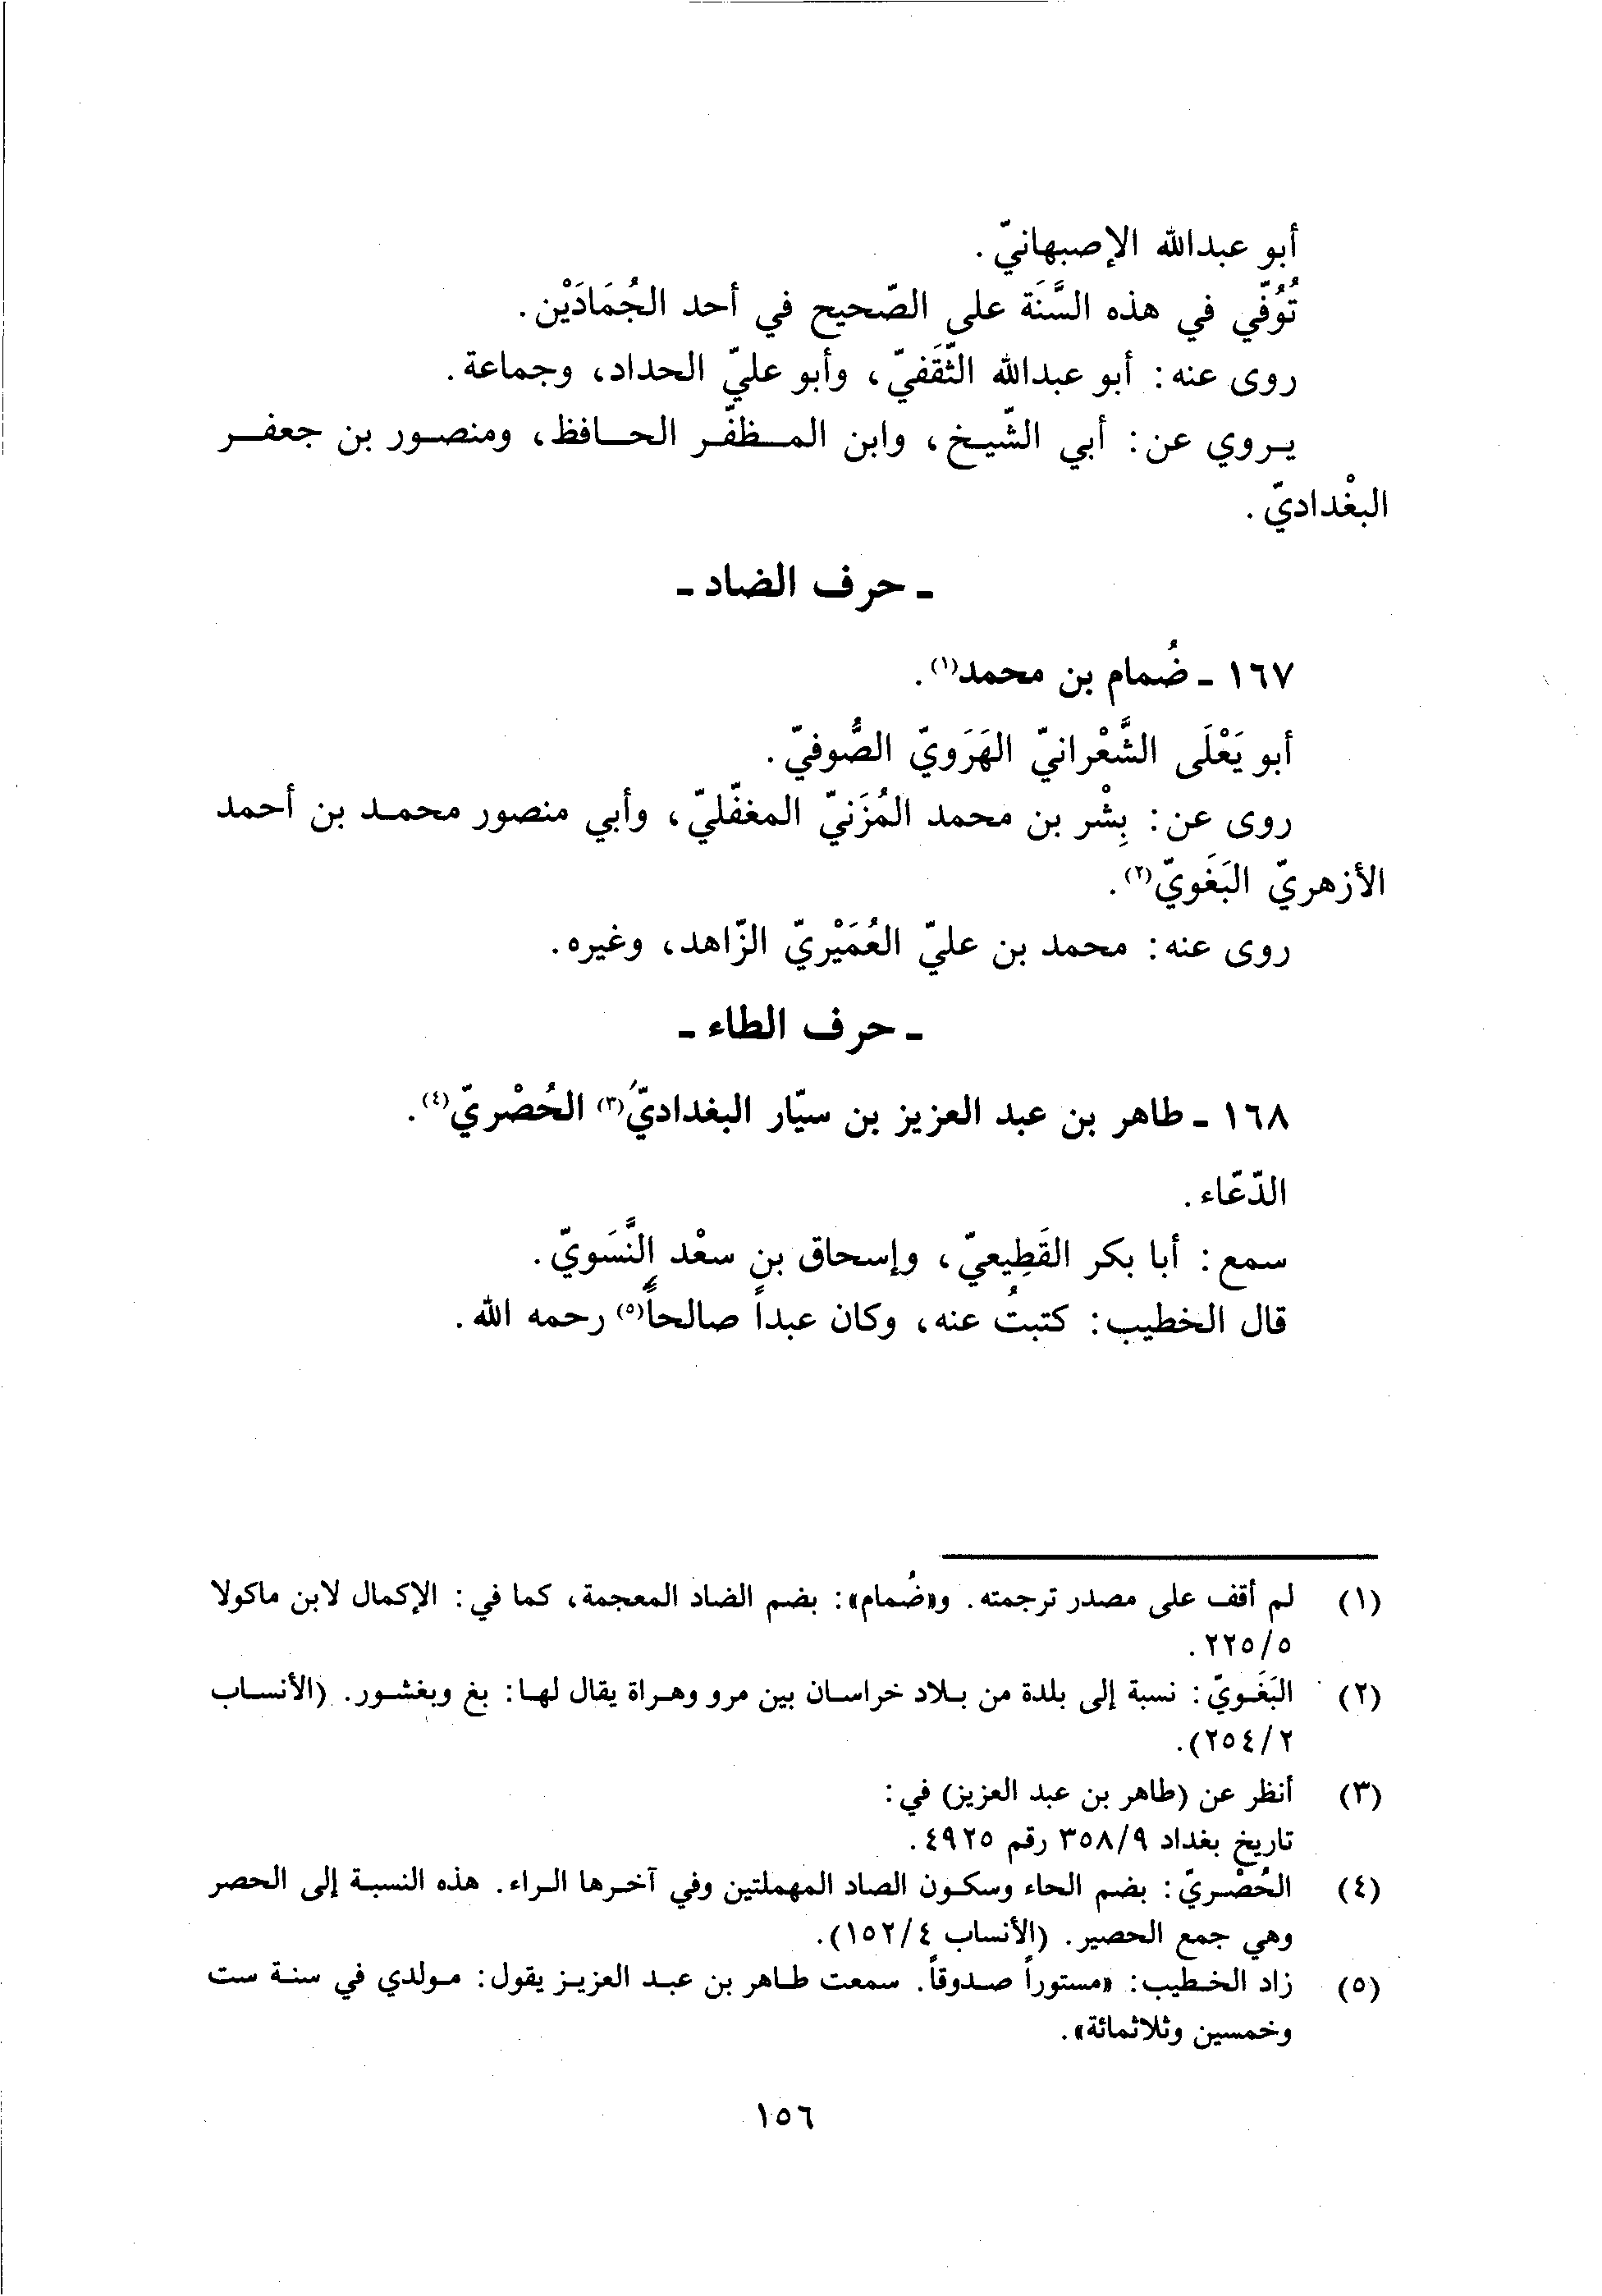 أبو عبدالله الإصبهانيّ.
تُوُفّي في هذه السَّنَة على الصّحيح في أحد الجُمَادَيْن.
روى عنه: أبو عبدالله الثّقَفيّ، وأبو عليّ الحداد، وجماعة.
يروي عن: أبي الشّيخ، وابن المظفّر الحافظ، ومنصور بن جعفر
البغْداديّ.
ـ حرف الضاد ـ
١٦٧ ـ ضُمام بن محمد(١).
أبو يَعْلَى الشَّعْرانيّ الهَرَويّ الصُّوفيّ.
روى عن: بِشْر بن محمد المُزَنيّ المغفّليّ، وأبي منصور محمد بن أحمد
الأزهريّ البَغَويّ(٢).
روى عنه: محمد بن عليّ العُمَيْريّ الزّاهد، وغيره.
ـ حرف الطاء ـ
١٦٨ ـ طاهر بن عبد العزيز بن سيّار البغداديّ(٣) الحُصْريّ(٤).
الدّعّاء.
سمع: أبا بكر القَطِيعيّ، وإسحاق بن سعْد النَّسَويّ.
قال الخطيب: كتبتُ عنه، وكان عبداً صالحاً(٥) رحمه الله.
(١) لم أقف على مصدر ترجمته. و«ضُمام»: بضم الضاد المعجمة، كما في: الإكمال لابن ماكولا
٢٢٥/٥.
(٢) البَغَويّ: نسبة إلى بلدة من بلاد خراسان بين مرو وهراة يقال لها: بغ وبغشور. (الأنساب
٢٥٤/٢).
(٣) أنظر عن (طاهر بن عبد العزيز) في:
تاريخ بغداد ٣٥٨/٩ رقم ٤٩٢٥.
(٤) الحُصْريّ: بضم الحاء وسكون الصاد المهملتين وفي آخرها الراء. هذه النسبة إلى الحصر
وهي جمع الحصير. (الأنساب ١٥٢/٤).
(٥) زاد الخطيب: «مستوراً صدوقاً. سمعت طاهر بن عبد العزيز يقول: مولدي في سنة ست
وخمسين وثلاثمائة».
١٥٦